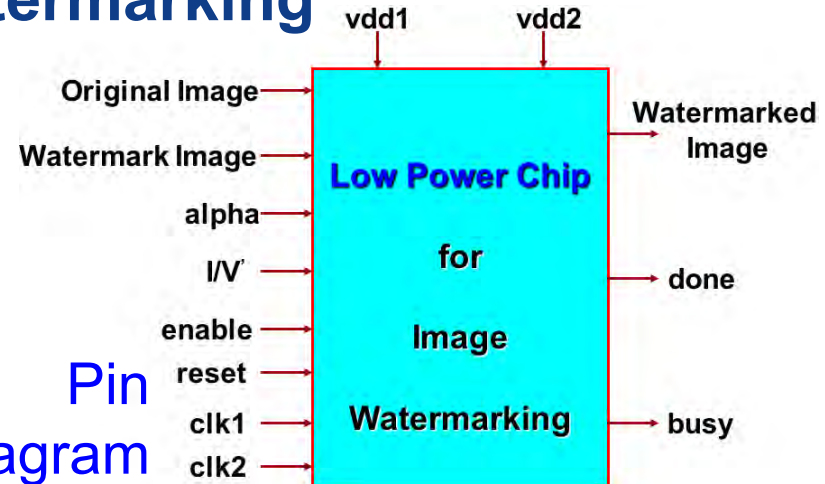 termarking
vdd1
vdd2
Original Image
Watermark Image
alpha
I/V'
enable
reset
clk1
clk2
Low Power Chip
for
Image
Watermarking
Watermarked
Image
done
busy
Pin
agram